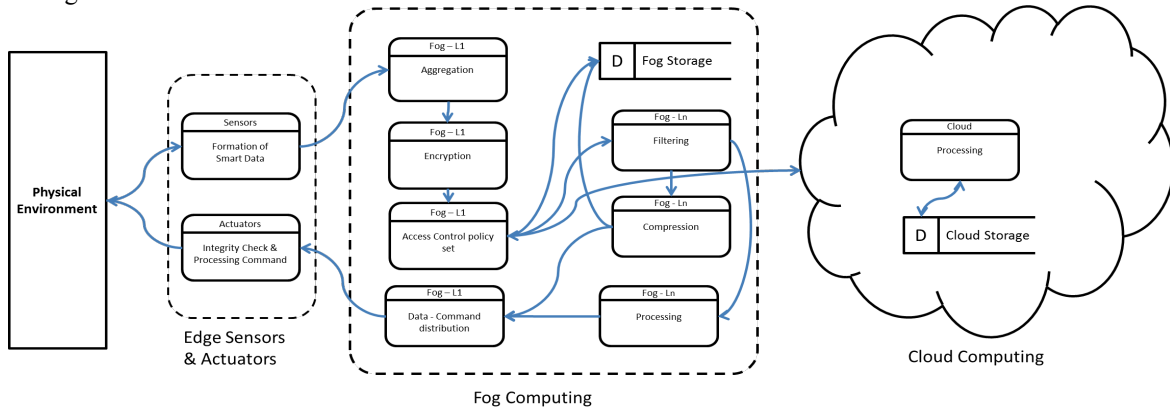 Physical
Environment
Sensors
Formation of
Smart Data
Actuators
Integrity Check &
Processing Command
Edge Sensors
& Actuators
Fog – L1
Aggregation
Fog – L1
Encryption
Fog – L1
Access Control policy
set
Fog – L1
Data - Command
distribution
D Fog Storage
Fog - Ln
Filtering
Fog - Ln
Compression
Fog - Ln
Processing
Fog Computing
Cloud
Processing
D Cloud Storage
Cloud Computing